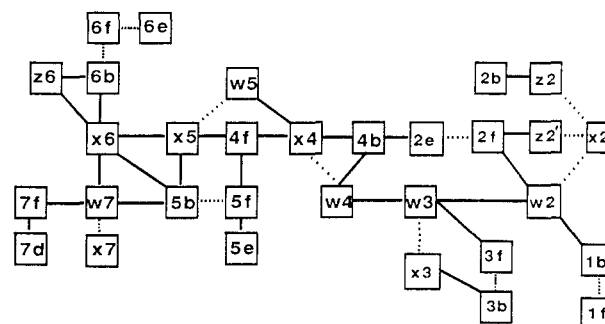 6f 6e
z6 6b w5 2b z2
x6 x5 4f x4 4b 2e 2f z2' x2
7f w7 5b 5f w4 w3 w2
7d x7 5e x3 3f 1b
3b 1f